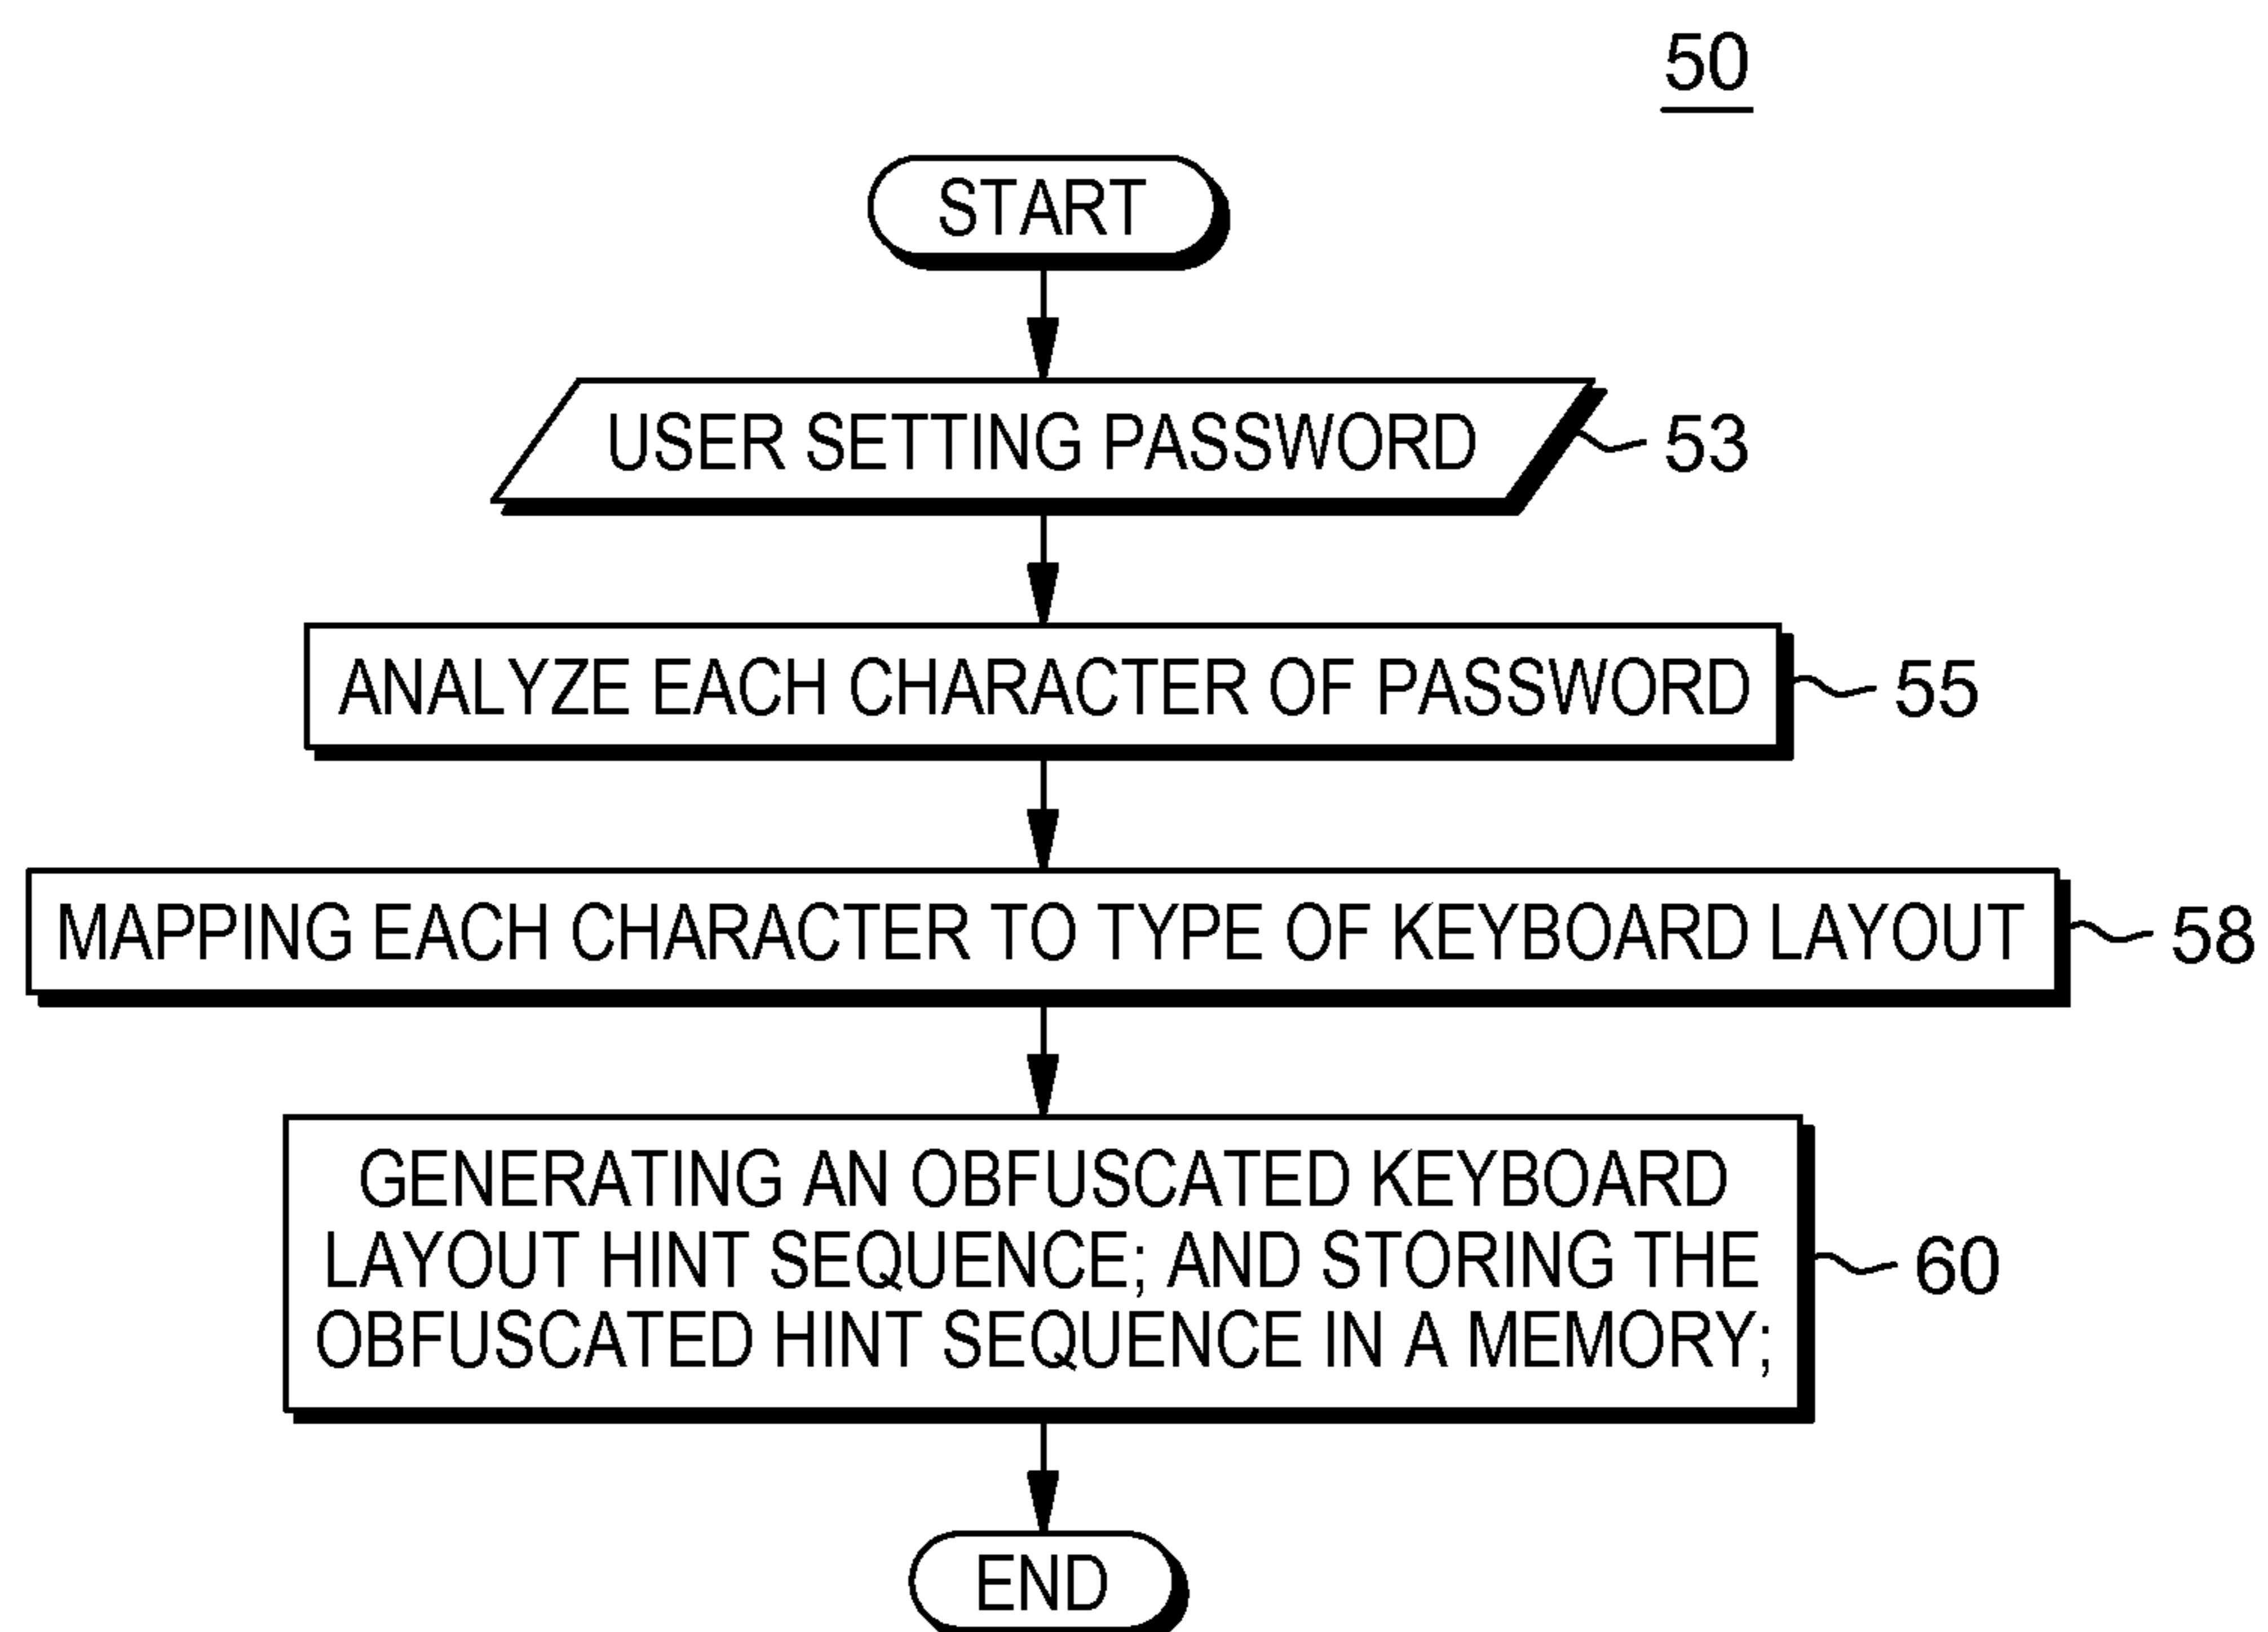 50
START
USER SETTING PASSWORD
53
ANALYZE EACH CHARACTER OF PASSWORD
55
MAPPING EACH CHARACTER TO TYPE OF KEYBOARD LAYOUT
58
GENERATING AN OBFUSCATED KEYBOARD
LAYOUT HINT SEQUENCE; AND STORING THE
OBFUSCATED HINT SEQUENCE IN A MEMORY;
60
END